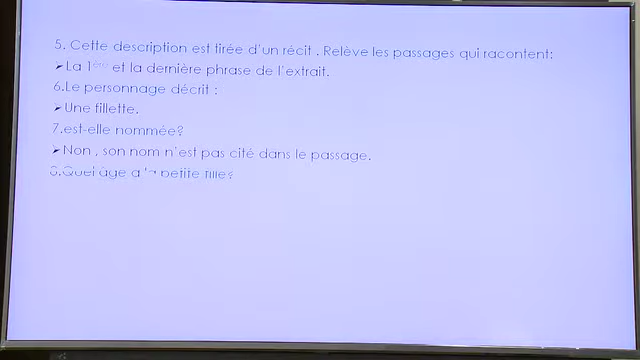 5. Cette description est tirée d'un récit . Relève les passages qui racontent:
➤La 1ère et la dernière phrase de l'extrait.
6.Le personnage décrit :
➤Une fillette.
7.est-elle nommée?
➤Non , son nom n'est pas cité dans le passage.
8.Quel âge a la petite fille?